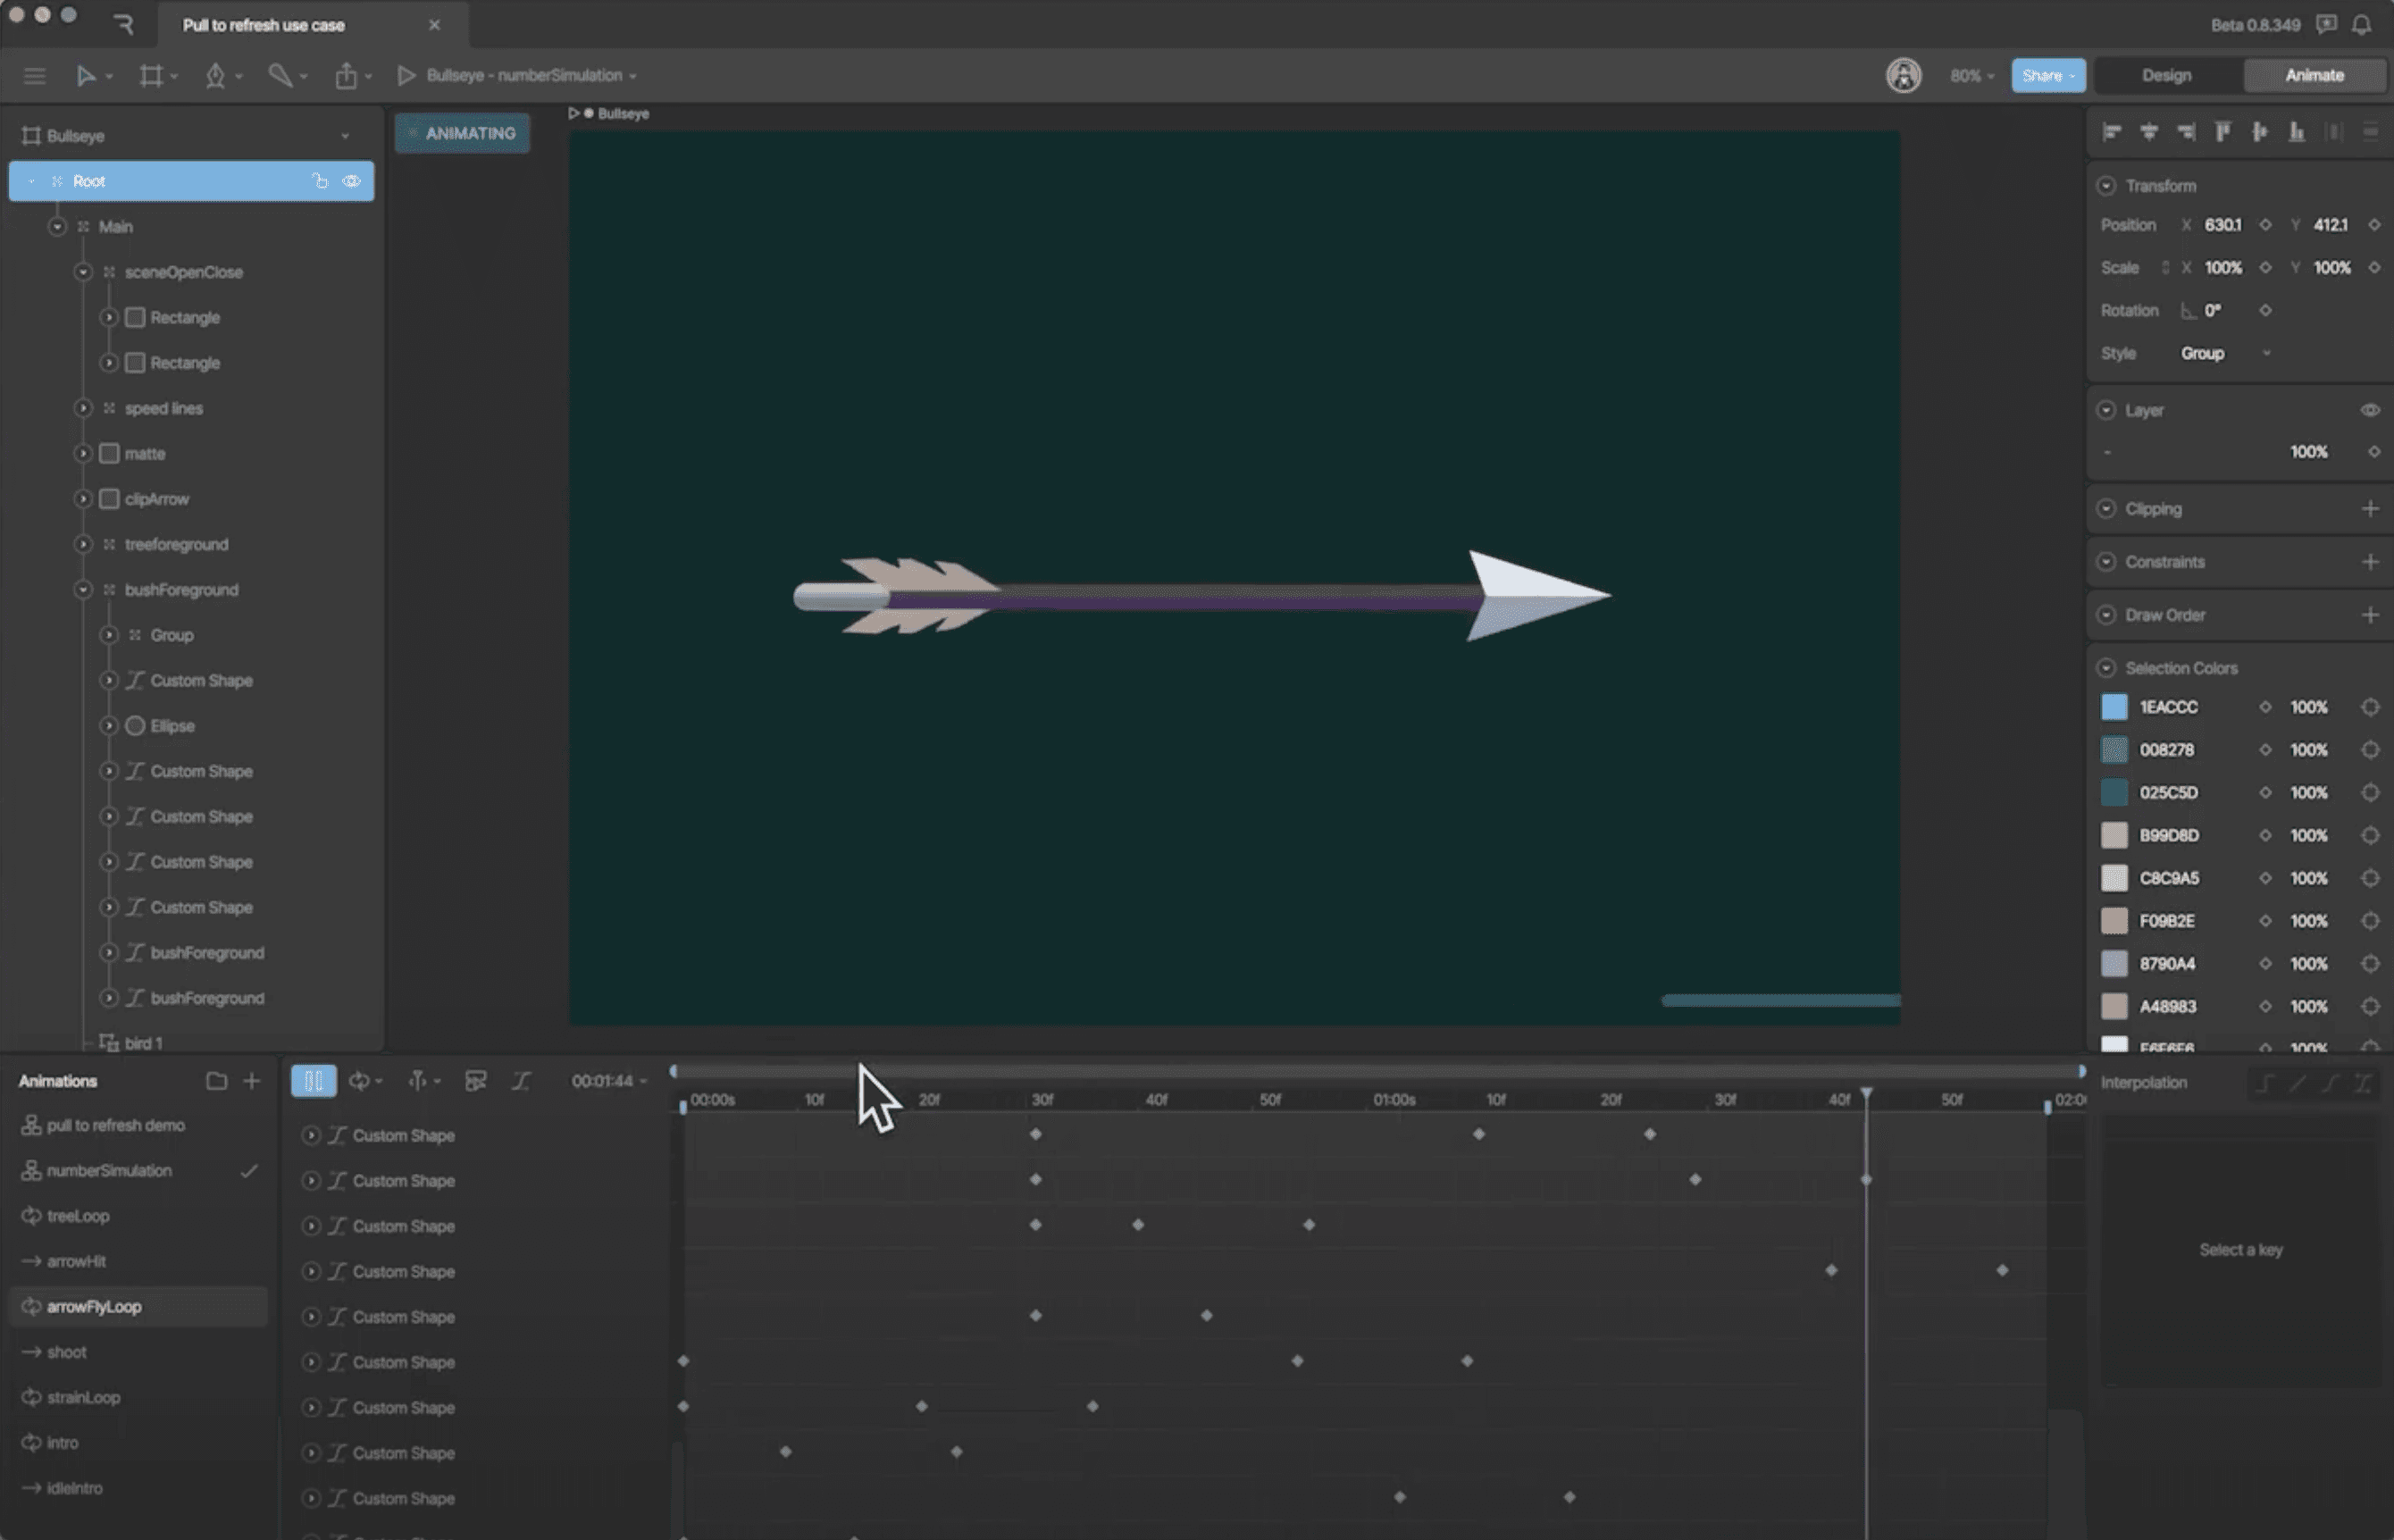 Pull to refresh use case
Beta 0.8.349
Bullseye - numberSimulation
80%
Share
Design
Animate
Bullseye
Root
Main
sceneOpenClose
Rectangle
Rectangle
speed lines
matte
clipArrow
treeforeground
bushForeground
Group
Custom Shape
Ellipse
Custom Shape
Custom Shape
Custom Shape
Custom Shape
bushForeground
bushForeground
bird 1
ANIMATING
Bullseye
Transform
Position X 630.1 Y 412.1
Scale X 100% Y 100%
Rotation 0°
Style Group
Layer
- 100%
Clipping
Constraints
Draw Order
Selection Colors
1EACCC 100%
008278 100%
025C5D 100%
B99D8D 100%
C8C9A5 100%
F09B2E 100%
8790A4 100%
A48983 100%
E6E6E6 100%
Animations
pull to refresh demo
numberSimulation
treeLoop
arrowHit
arrowFlyLoop
shoot
strainLoop
intro
idleIntro
00:01:44
00:00s 10f 20f 30f 40f 50f 01:00s 10f 20f 30f 40f 50f 02:0
Custom Shape
Custom Shape
Custom Shape
Custom Shape
Custom Shape
Custom Shape
Custom Shape
Custom Shape
Custom Shape
Interpolation
Select a key